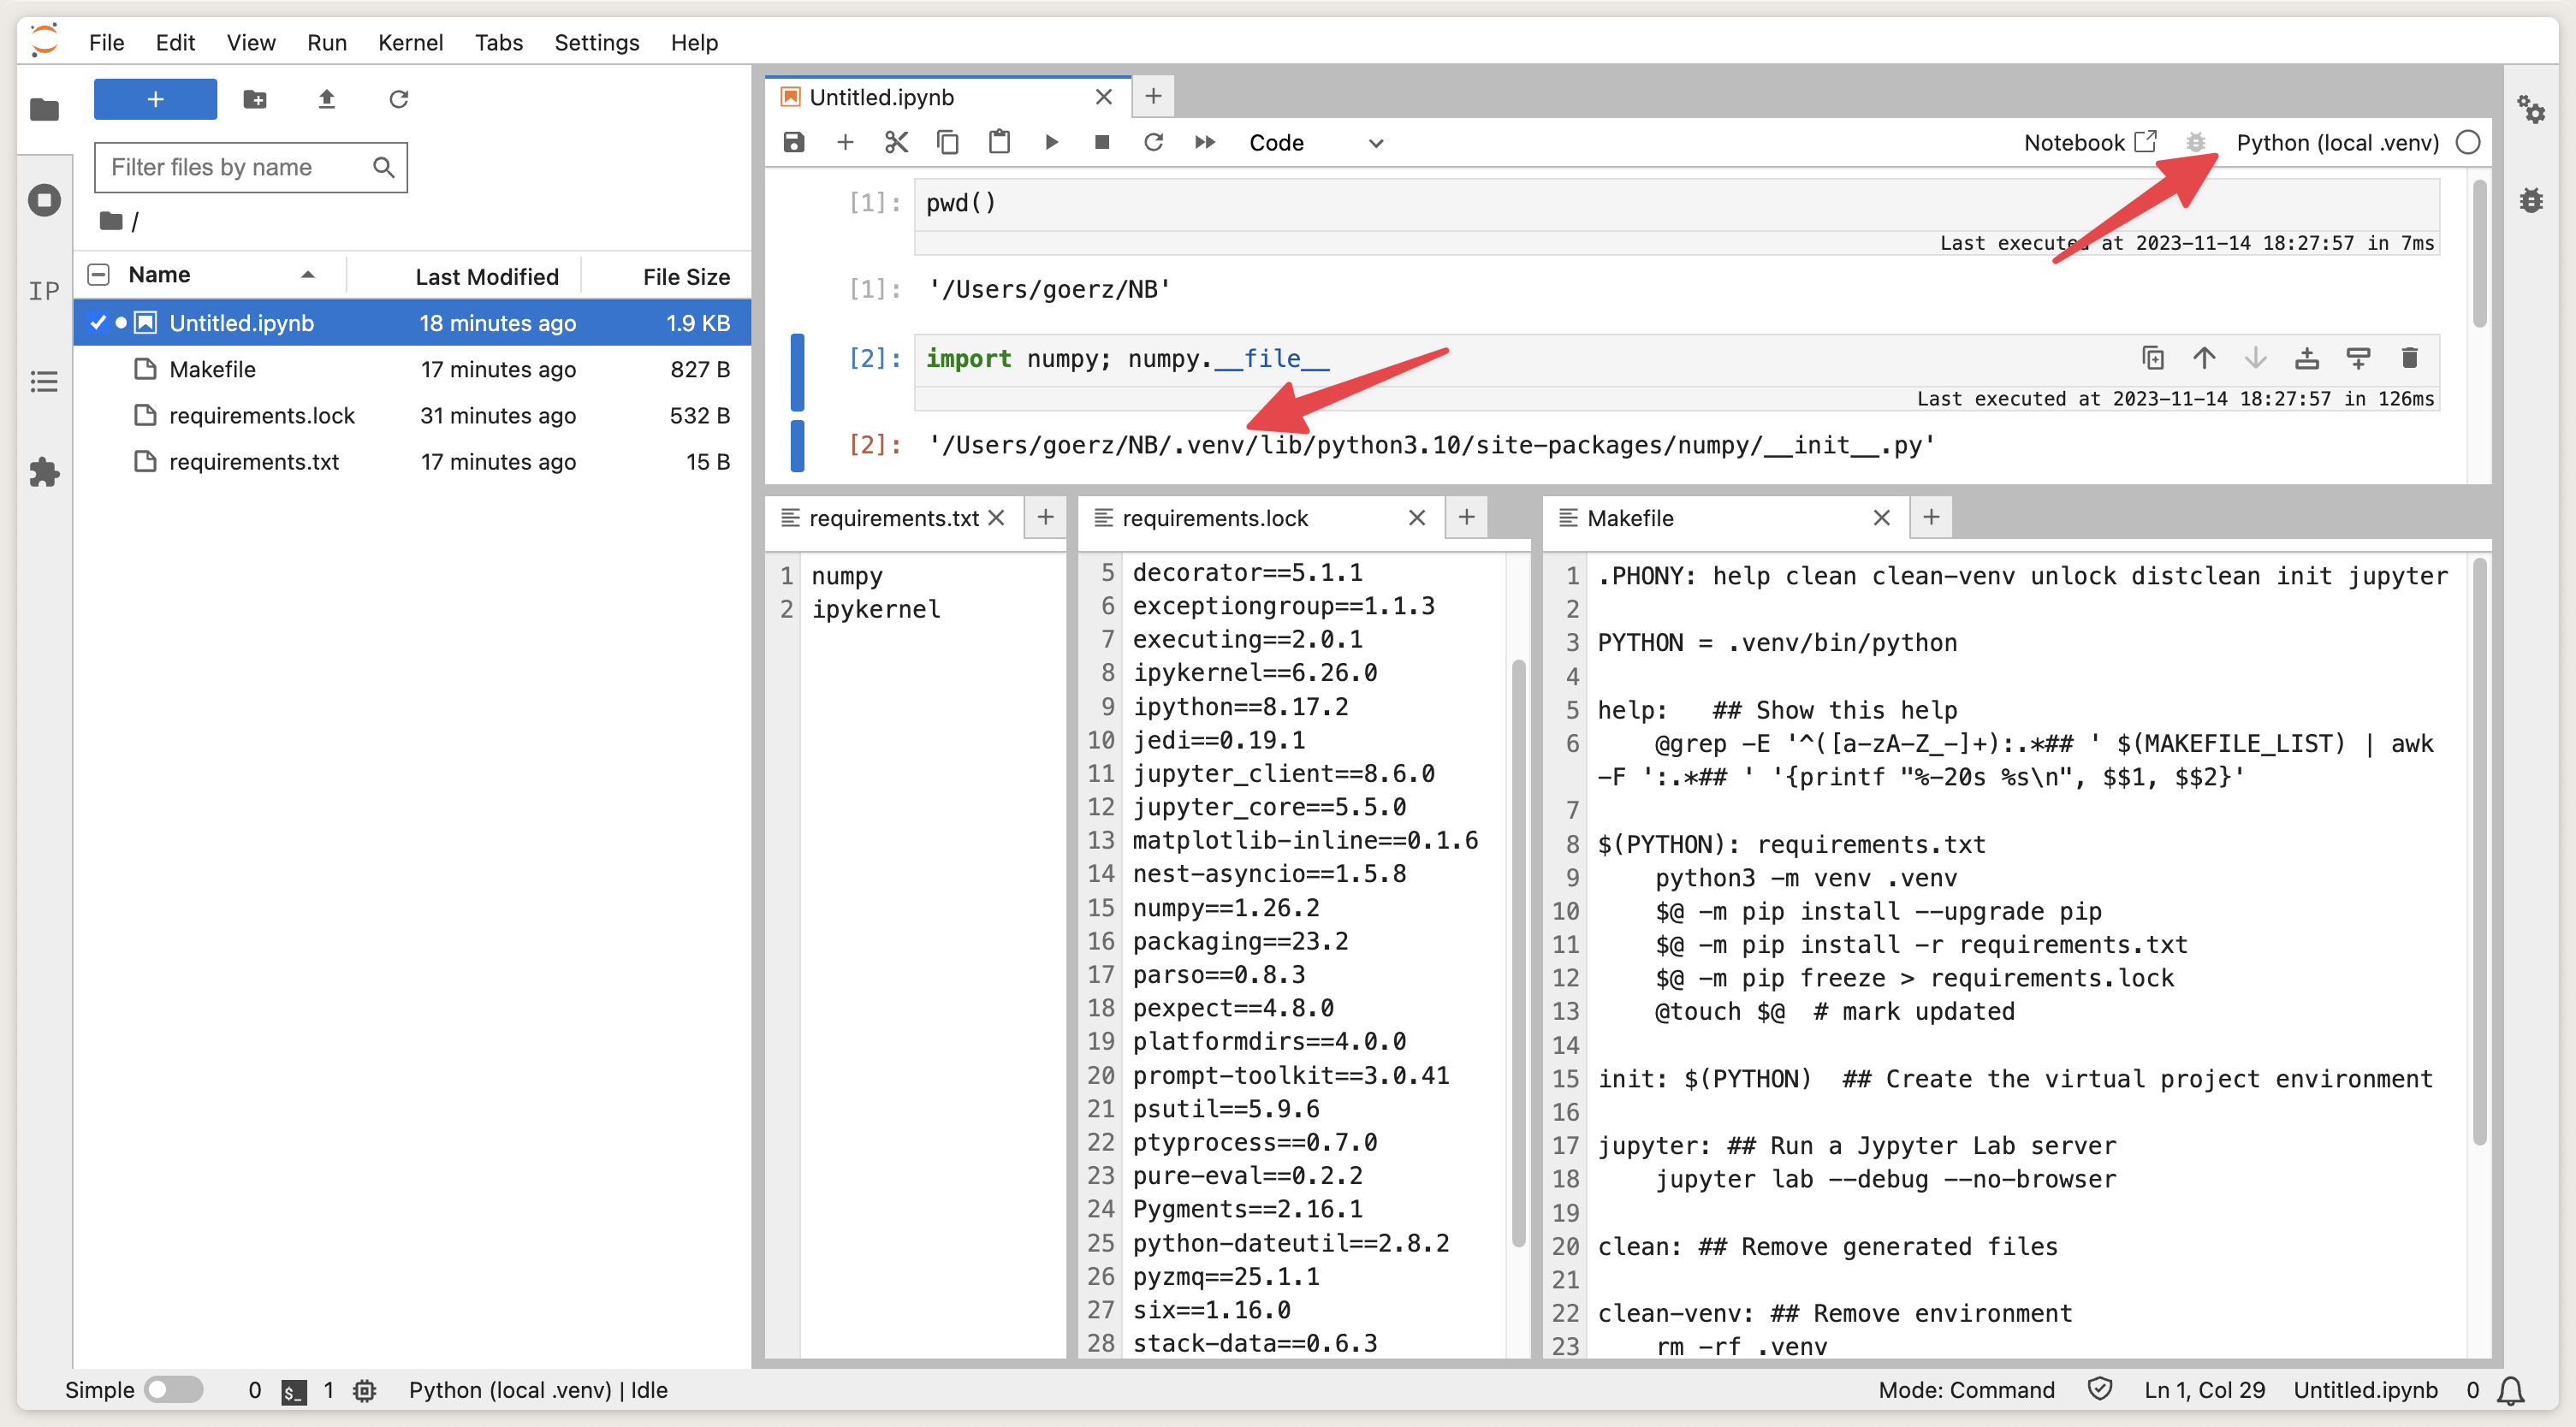 File Edit View Run Kernel Tabs Settings Help
Filter files by name
/
Name Last Modified File Size
Untitled.ipynb 18 minutes ago 1.9 KB
Makefile 17 minutes ago 827 B
requirements.lock 31 minutes ago 532 B
requirements.txt 17 minutes ago 15 B
IP
Untitled.ipynb
Code Notebook Python (local .venv)
[1]: pwd()
Last executed at 2023-11-14 18:27:57 in 7ms
[1]: '/Users/goerz/NB'
[2]: import numpy; numpy.__file__
Last executed at 2023-11-14 18:27:57 in 126ms
[2]: '/Users/goerz/NB/.venv/lib/python3.10/site-packages/numpy/__init__.py'
requirements.txt
1 numpy
2 ipykernel
requirements.lock
5 decorator==5.1.1
6 exceptiongroup==1.1.3
7 executing==2.0.1
8 ipykernel==6.26.0
9 ipython==8.17.2
10 jedi==0.19.1
11 jupyter_client==8.6.0
12 jupyter_core==5.5.0
13 matplotlib-inline==0.1.6
14 nest-asyncio==1.5.8
15 numpy==1.26.2
16 packaging==23.2
17 parso==0.8.3
18 pexpect==4.8.0
19 platformdirs==4.0.0
20 prompt-toolkit==3.0.41
21 psutil==5.9.6
22 ptyprocess==0.7.0
23 pure-eval==0.2.2
24 Pygments==2.16.1
25 python-dateutil==2.8.2
26 pyzmq==25.1.1
27 six==1.16.0
28 stack-data==0.6.3
Makefile
1 .PHONY: help clean clean-venv unlock distclean init jupyter
2
3 PYTHON = .venv/bin/python
4
5 help:   ## Show this help
6     @grep -E '^([a-zA-Z_-]+):.*## ' $(MAKEFILE_LIST) | awk
-F ':.*## ' '{printf "%-20s %s\n", $$1, $$2}'
7
8 $(PYTHON): requirements.txt
9     python3 -m venv .venv
10     $@ -m pip install --upgrade pip
11     $@ -m pip install -r requirements.txt
12     $@ -m pip freeze > requirements.lock
13     @touch $@  # mark updated
14
15 init: $(PYTHON)  ## Create the virtual project environment
16
17 jupyter: ## Run a Jypyter Lab server
18     jupyter lab --debug --no-browser
19
20 clean: ## Remove generated files
21
22 clean-venv: ## Remove environment
23     rm -rf .venv
Simple 0 $_ 1 Python (local .venv) | Idle Mode: Command Ln 1, Col 29 Untitled.ipynb 0